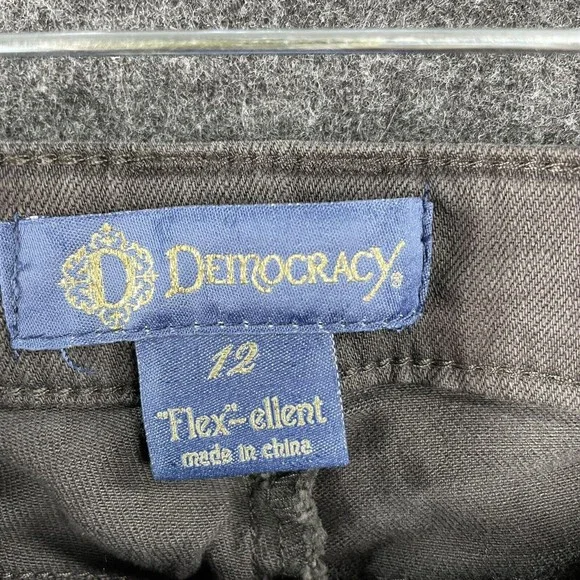 D DEMOCRACY®
12
"Flex"-ellent
made in china